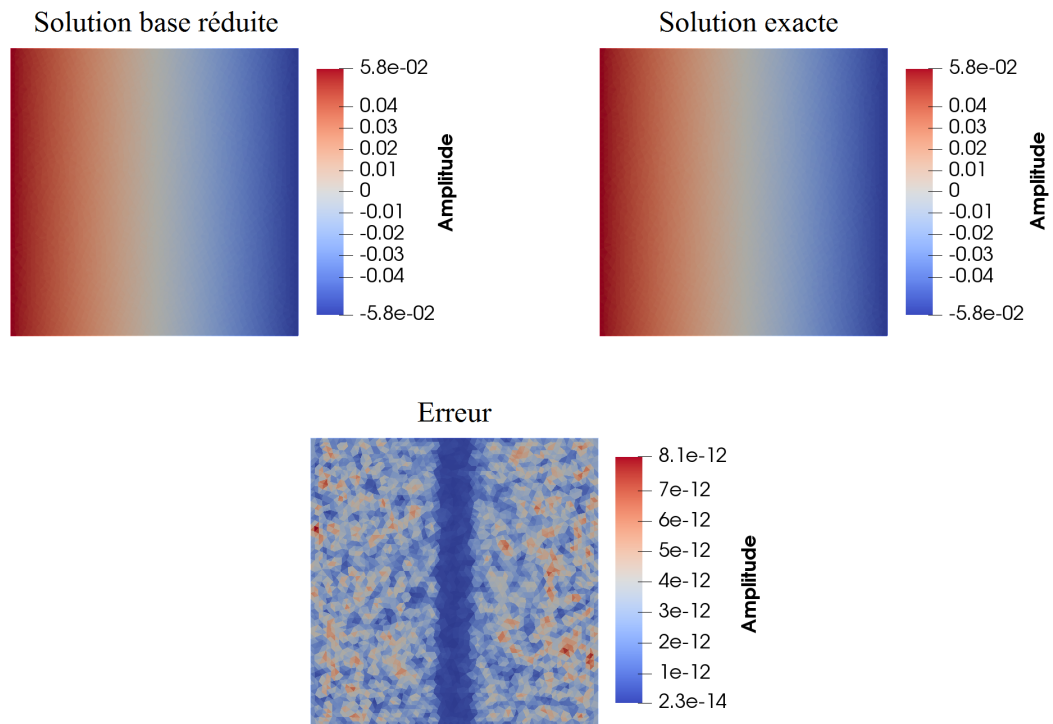 Solution base réduite
5.8e-02
0.04
0.03
0.02
0.01
0
-0.01
-0.02
-0.03
-0.04
-5.8e-02
Amplitude
Solution exacte
5.8e-02
0.04
0.03
0.02
0.01
0
-0.01
-0.02
-0.03
-0.04
-5.8e-02
Amplitude
Erreur
8.1e-12
7e-12
6e-12
5e-12
4e-12
3e-12
2e-12
1e-12
2.3e-14
Amplitude